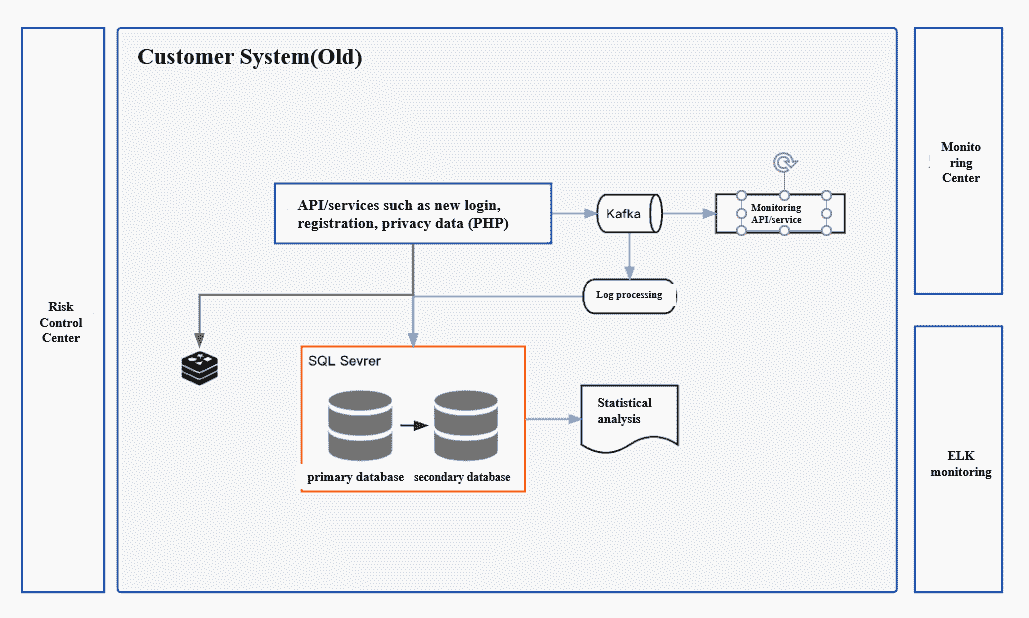 Customer System(Old)
Risk
Control
Center
API/services such as new login,
registration, privacy data (PHP)
Kafka
Monitoring
API/service
Log processing
SQL Sevrer
primary database
secondary database
Statistical
analysis
Monito
ring
Center
ELK
monitoring